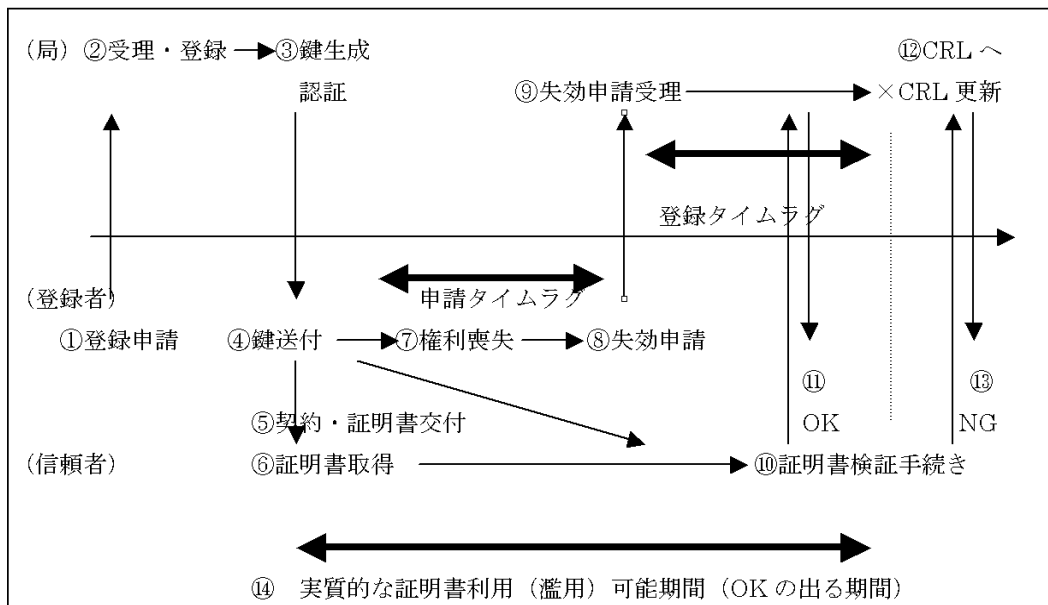 (局) ②受理・登録 ③鍵生成 ⑫CRL へ
認証 ⑨失効申請受理 ×CRL 更新
登録タイムラグ
(登録者) 申請タイムラグ
①登録申請 ④鍵送付 ⑦権利喪失 ⑧失効申請
⑪ ⑬
⑤契約・証明書交付 OK NG
(信頼者) ⑥証明書取得 ⑩証明書検証手続き
⑭ 実質的な証明書利用（濫用）可能期間（OK の出る期間）